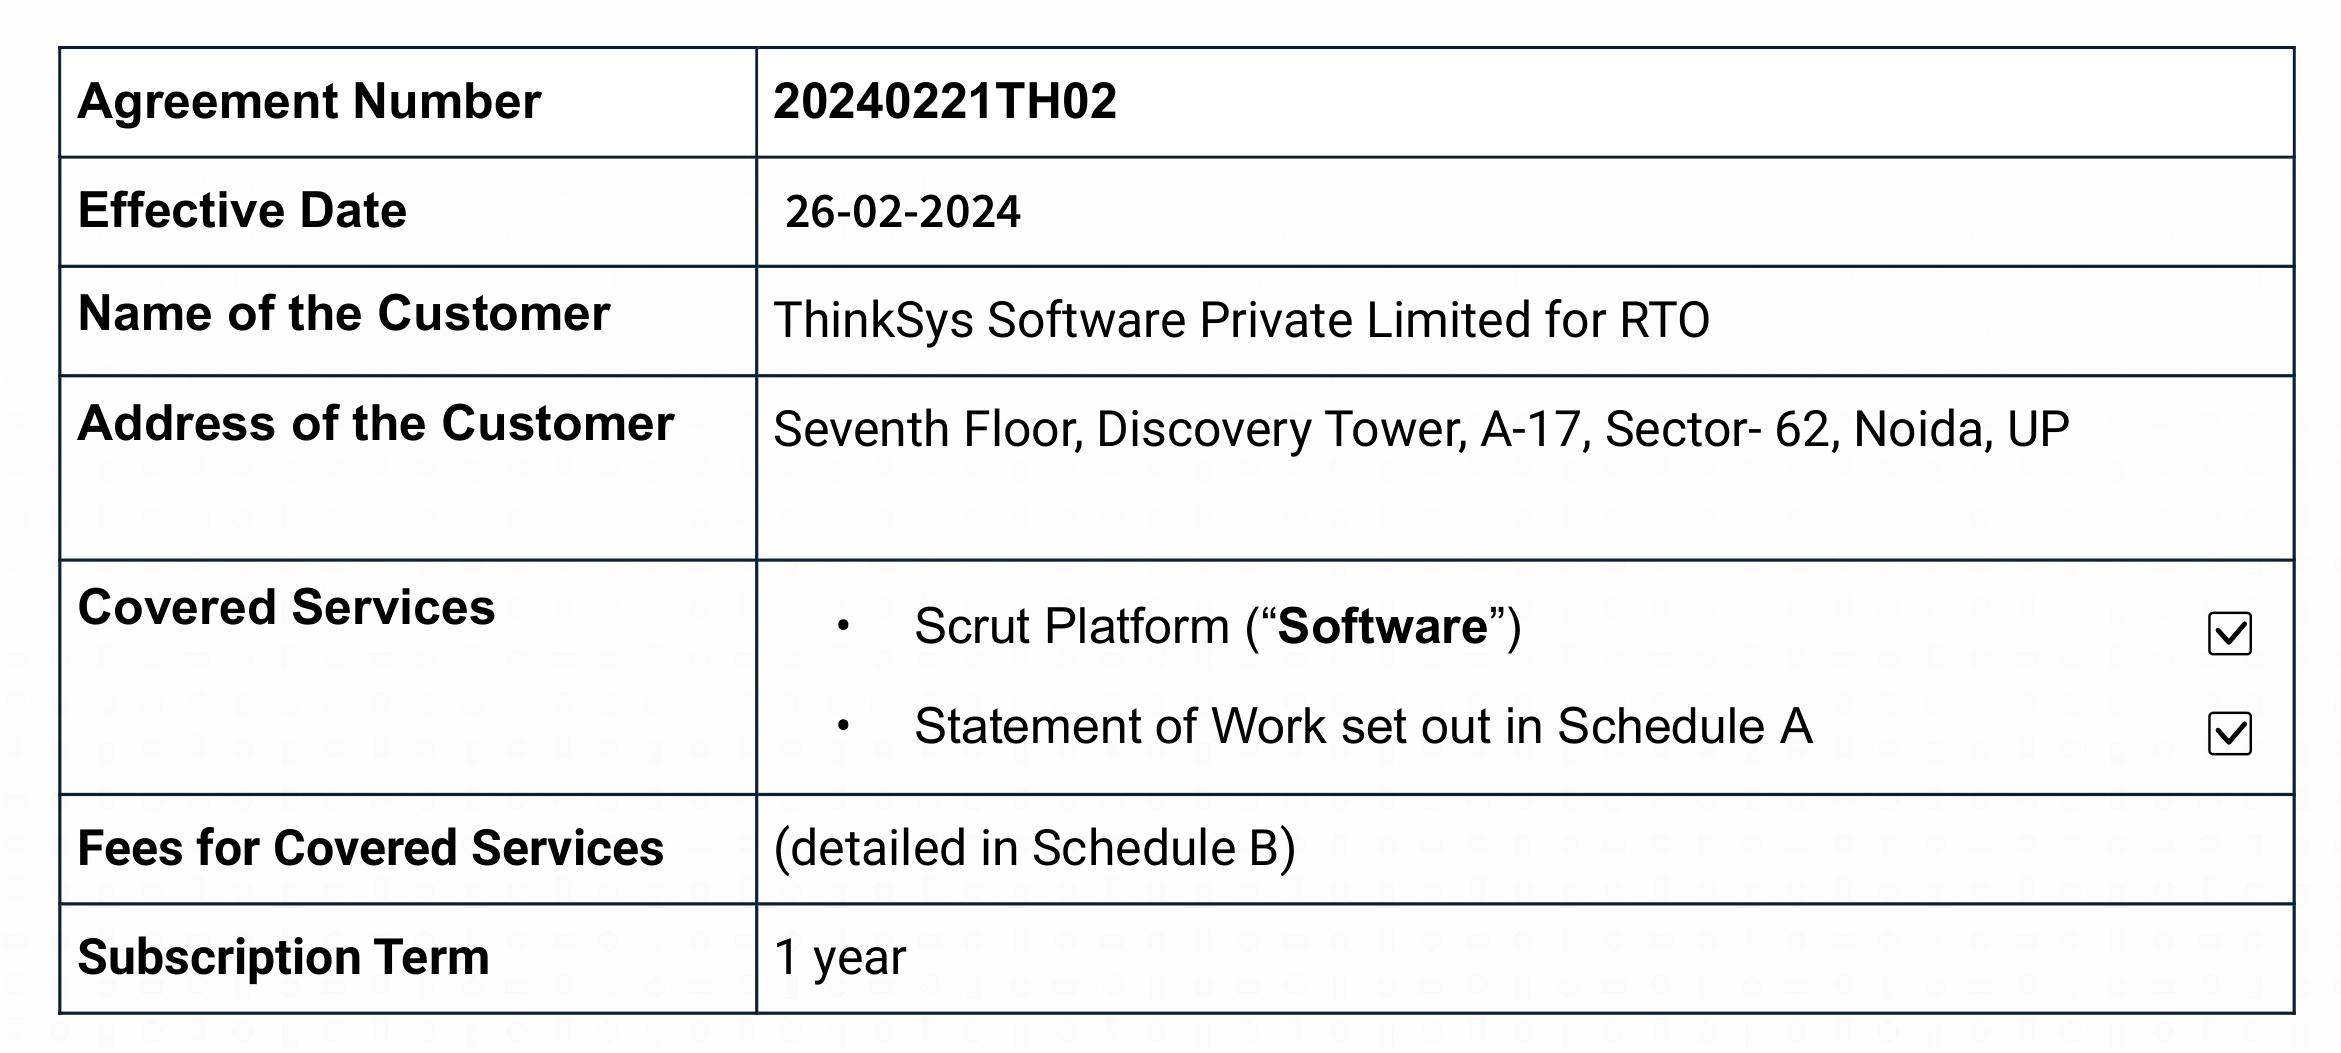 Agreement Number 20240221TH02
Effective Date 26-02-2024
Name of the Customer ThinkSys Software Private Limited for RTO
Address of the Customer Seventh Floor, Discovery Tower, A-17, Sector- 62, Noida, UP
Covered Services
• Scrut Platform (“Software”) ☑
• Statement of Work set out in Schedule A ☑
Fees for Covered Services (detailed in Schedule B)
Subscription Term 1 year